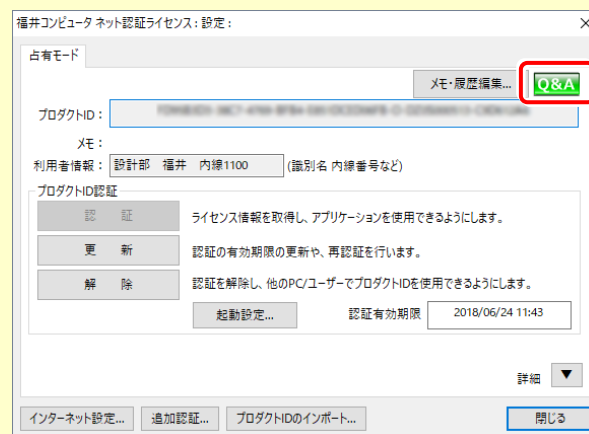 福井コンピュータ ネット認証ライセンス：設定：
占有モード
メモ・履歴編集... Q&A
プロダクトID：
メモ：
利用者情報： 設計部 福井 内線1100 (識別名 内線番号など)
プロダクトID認証
認 証 ライセンス情報を取得し、アプリケーションを使用できるようにします。
更 新 認証の有効期限の更新や、再認証を行います。
解 除 認証を解除し、他のPC/ユーザーでプロダクトIDを使用できるようにします。
起動設定... 認証有効期限 2018/06/24 11:43
詳細 ▼
インターネット設定... 追加認証... プロダクトIDのインポート... 閉じる